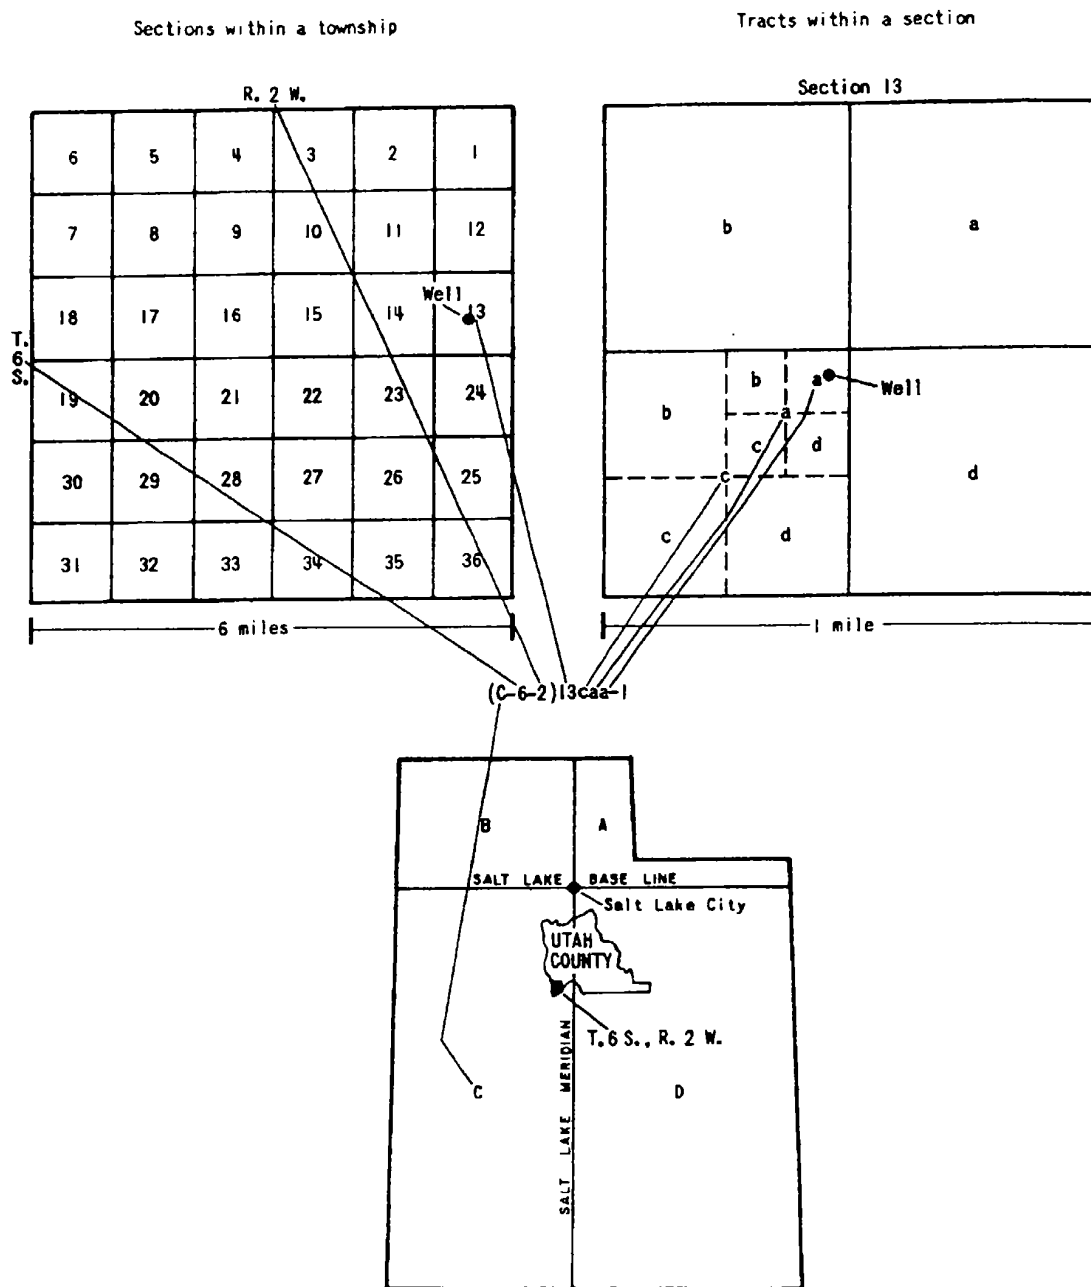 Sections within a township
Tracts within a section
R. 2 W.
Section 13
6 5 4 3 2 1
7 8 9 10 11 12
18 17 16 15 14 13
Well
T.
6
S.
19 20 21 22 23 24
30 29 28 27 26 25
31 32 33 34 35 36
6 miles
b a
b b a
Well
a
c d
c
d
c d
1 mile
(C-6-2)13caa-1
B A
SALT LAKE BASE LINE
Salt Lake City
UTAH
COUNTY
T.6 S., R. 2 W.
SALT LAKE MERIDIAN
C D